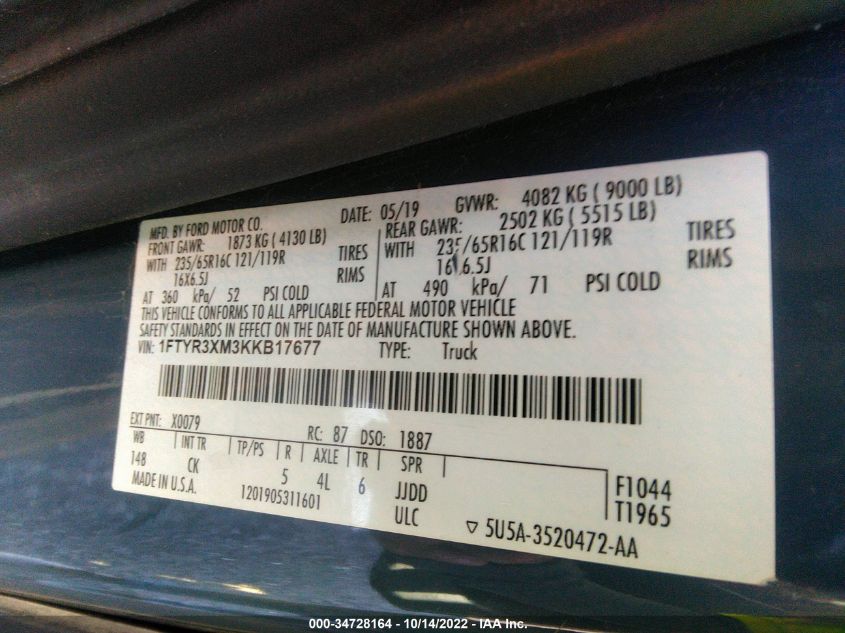 MFD. BY FORD MOTOR CO. DATE: 05/19 GVWR: 4082 KG ( 9000 LB)
FRONT GAWR: 1873 KG ( 4130 LB) REAR GAWR: 2502 KG ( 5515 LB)
WITH 235/65R16C 121/119R TIRES WITH 235/65R16C 121/119R TIRES
16X6.5J RIMS 16X6.5J RIMS
AT 360 kPa/ 52 PSI COLD AT 490 kPa/ 71 PSI COLD
THIS VEHICLE CONFORMS TO ALL APPLICABLE FEDERAL MOTOR VEHICLE
SAFETY STANDARDS IN EFFECT ON THE DATE OF MANUFACTURE SHOWN ABOVE.
VIN: 1FTYR3XM3KKB17677 TYPE: Truck
EXT PNT: X0079 RC: 87 DSO: 1887
WB INT TR TP/PS R AXLE TR SPR
148 CK 5 4L 6 JJDD F1044
MADE IN U.S.A. 1201905311601 ULC T1965
5U5A-3520472-AA
000-34728164 - 10/14/2022 - IAA Inc.